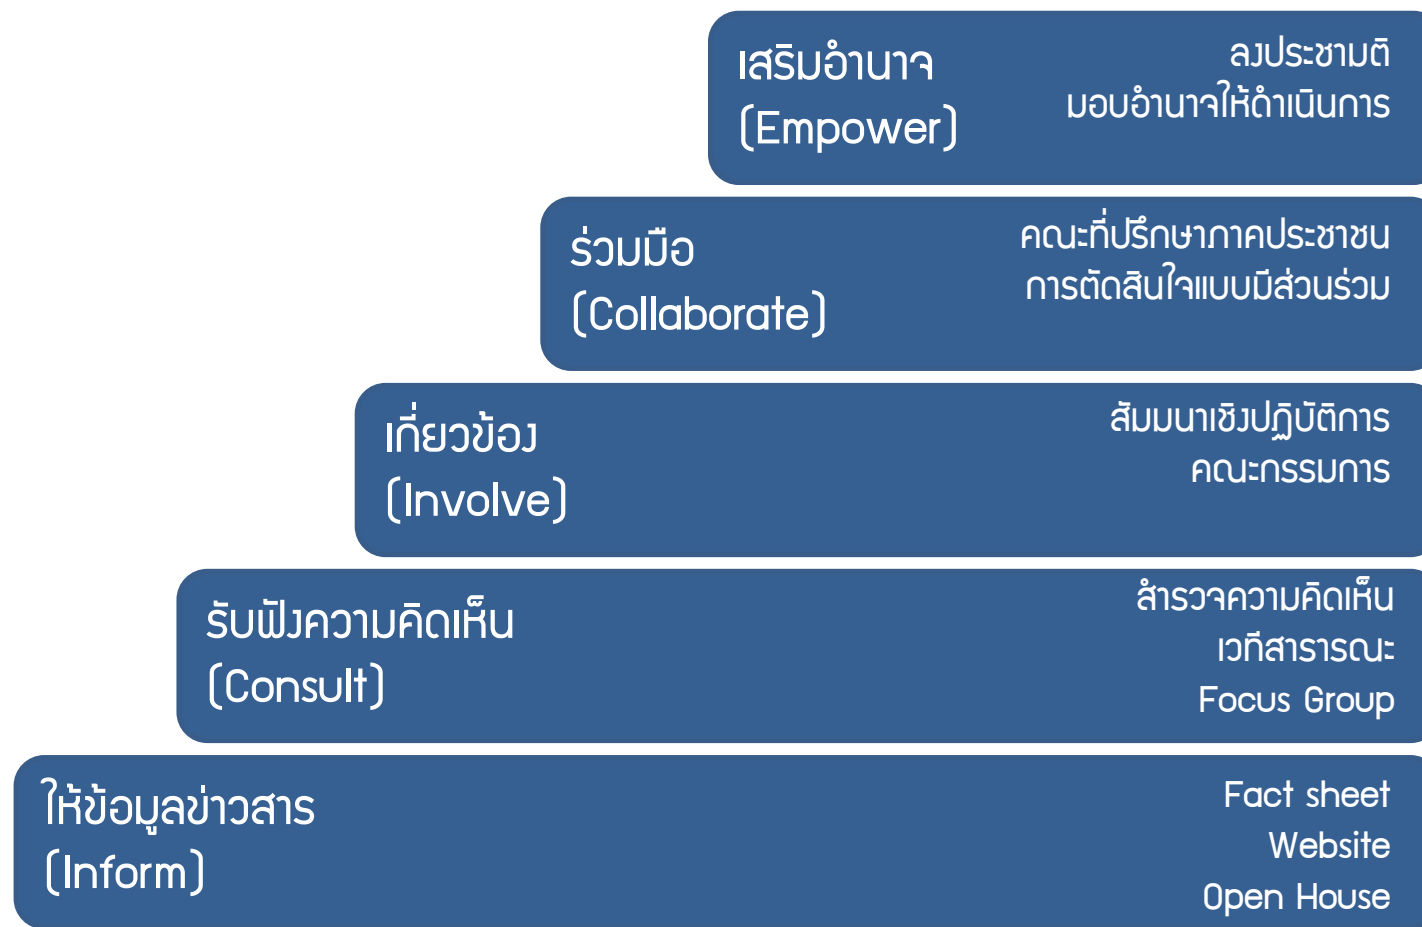 เสริมอำนาจ
(Empower)
ลงประชามติ
มอบอำนาจให้ดำเนินการ
ร่วมมือ
(Collaborate)
คณะที่ปรึกษาภาคประชาชน
การตัดสินใจแบบมีส่วนร่วม
เกี่ยวข้อง
(Involve)
สัมมนาเชิงปฏิบัติการ
คณะกรรมการ
รับฟังความคิดเห็น
(Consult)
สำรวจความคิดเห็น
เวทีสาธารณะ
Focus Group
ให้ข้อมูลข่าวสาร
(Inform)
Fact sheet
Website
Open House